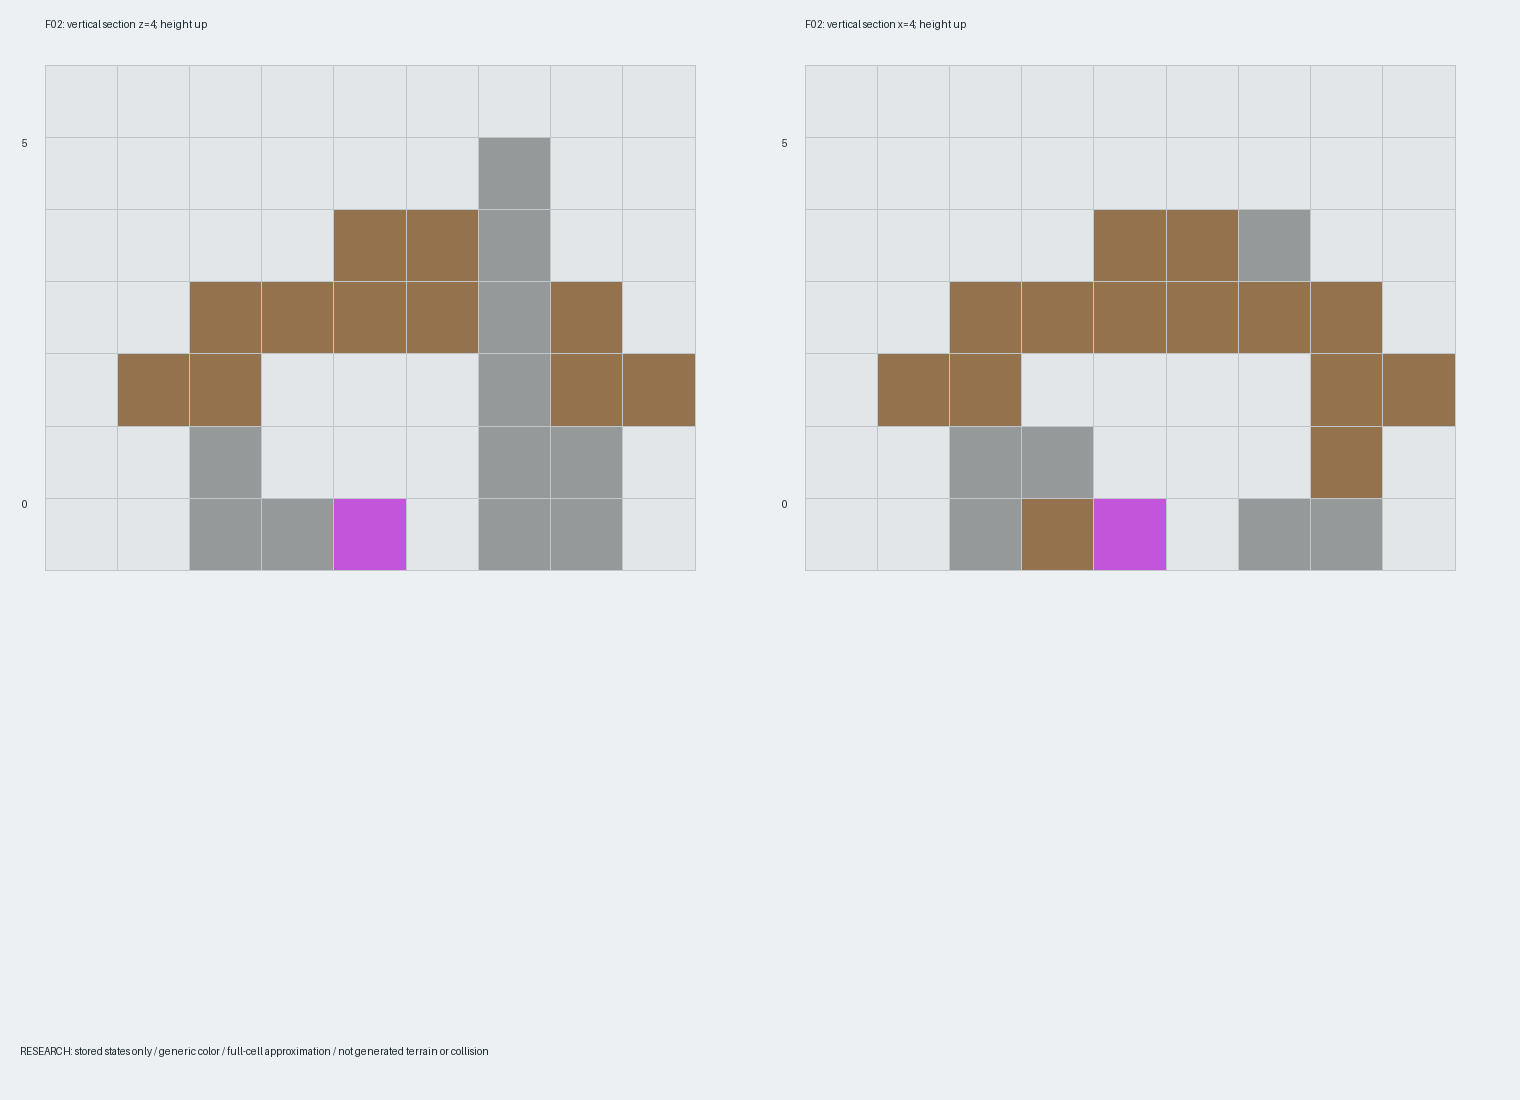 F02: vertical section z=4; height up
F02: vertical section x=4; height up
5
5
0
0
RESEARCH: stored states only / generic color / full-cell approximation / not generated terrain or collision